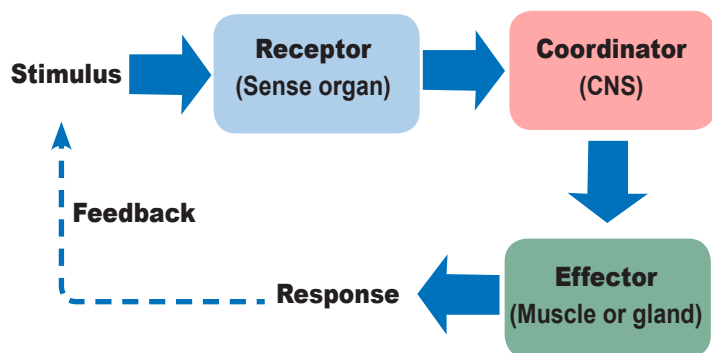 Stimulus
Receptor
(Sense organ)
Coordinator
(CNS)
Effector
(Muscle or gland)
Response
Feedback